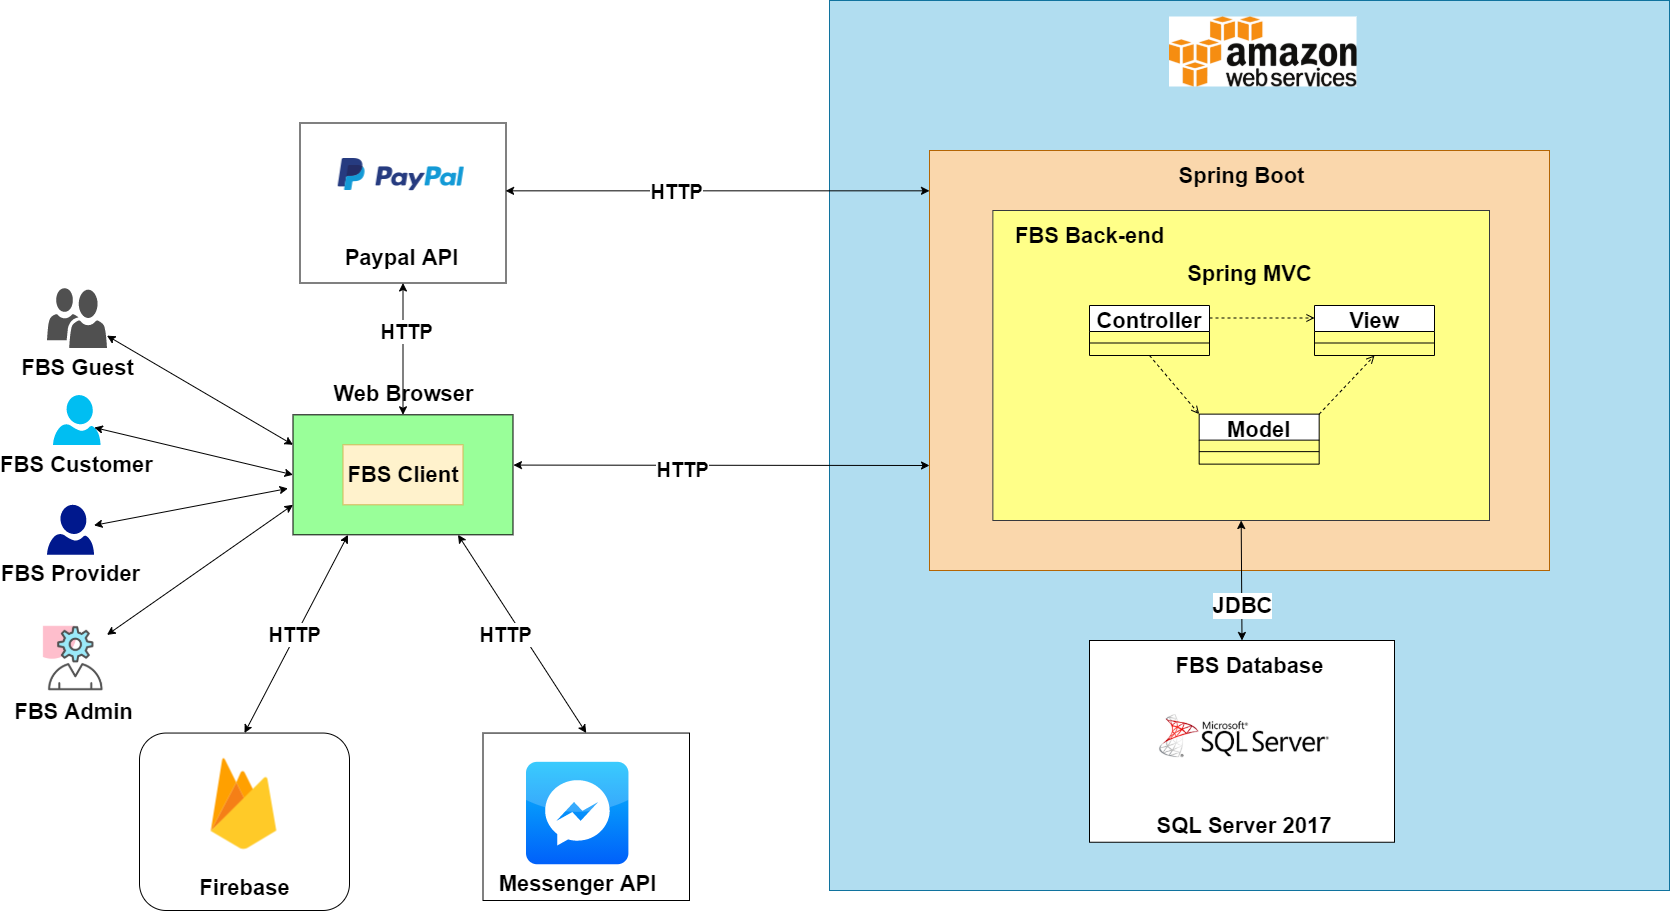 amazon
web services
Spring Boot
PayPal
HTTP
FBS Back-end
Paypal API
Spring MVC
Controller
View
HTTP
FBS Guest
Web Browser
Model
FBS Customer
FBS Client
HTTP
FBS Provider
JDBC
HTTP
HTTP
FBS Database
FBS Admin
Microsoft®
SQL Server®
SQL Server 2017
Firebase
Messenger API